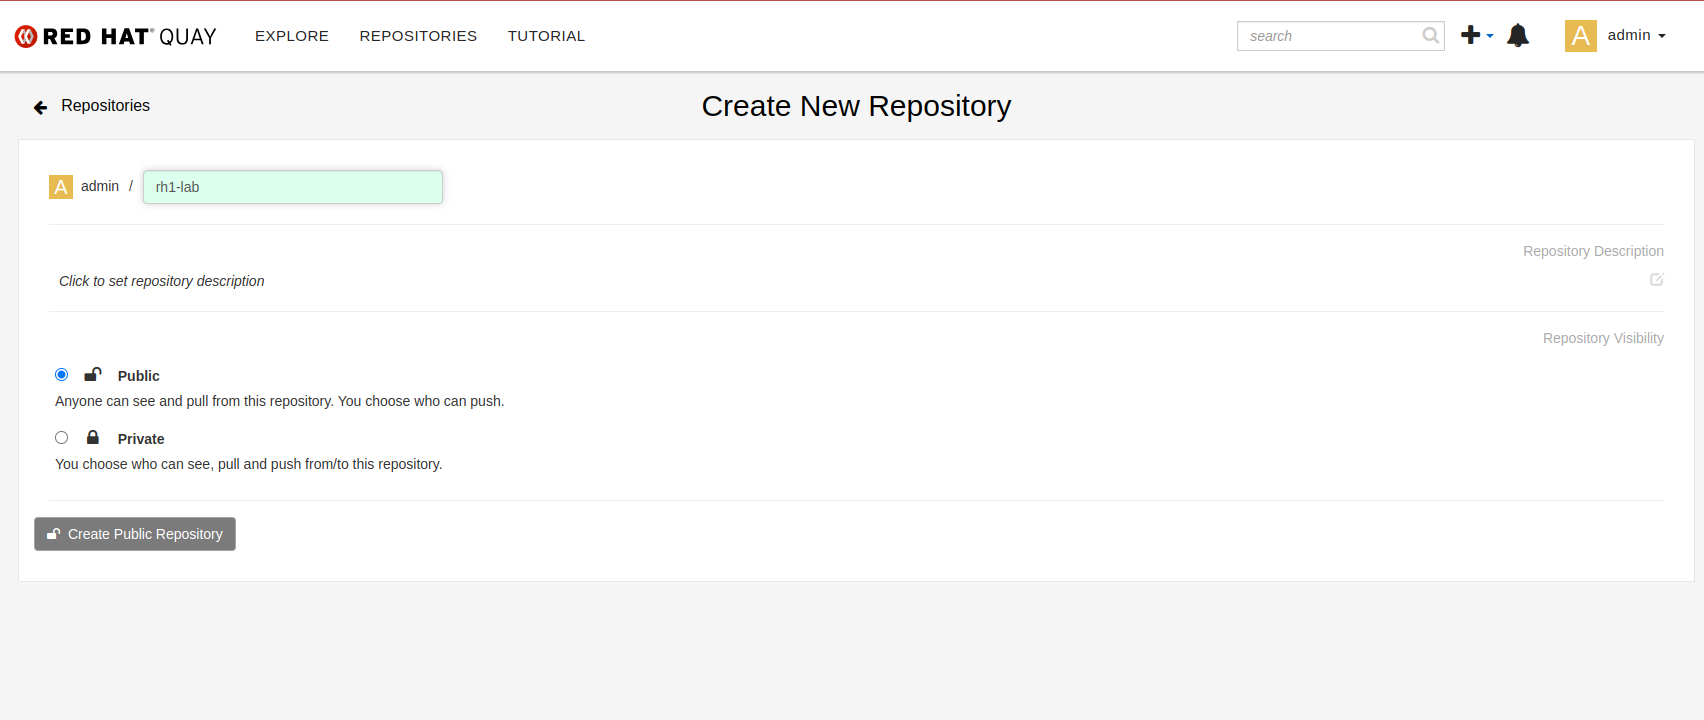 RED HAT® QUAY EXPLORE REPOSITORIES TUTORIAL search A admin
Repositories
Create New Repository
A admin / rh1-lab
Repository Description
Click to set repository description
Repository Visibility
Public
Anyone can see and pull from this repository. You choose who can push.
Private
You choose who can see, pull and push from/to this repository.
Create Public Repository